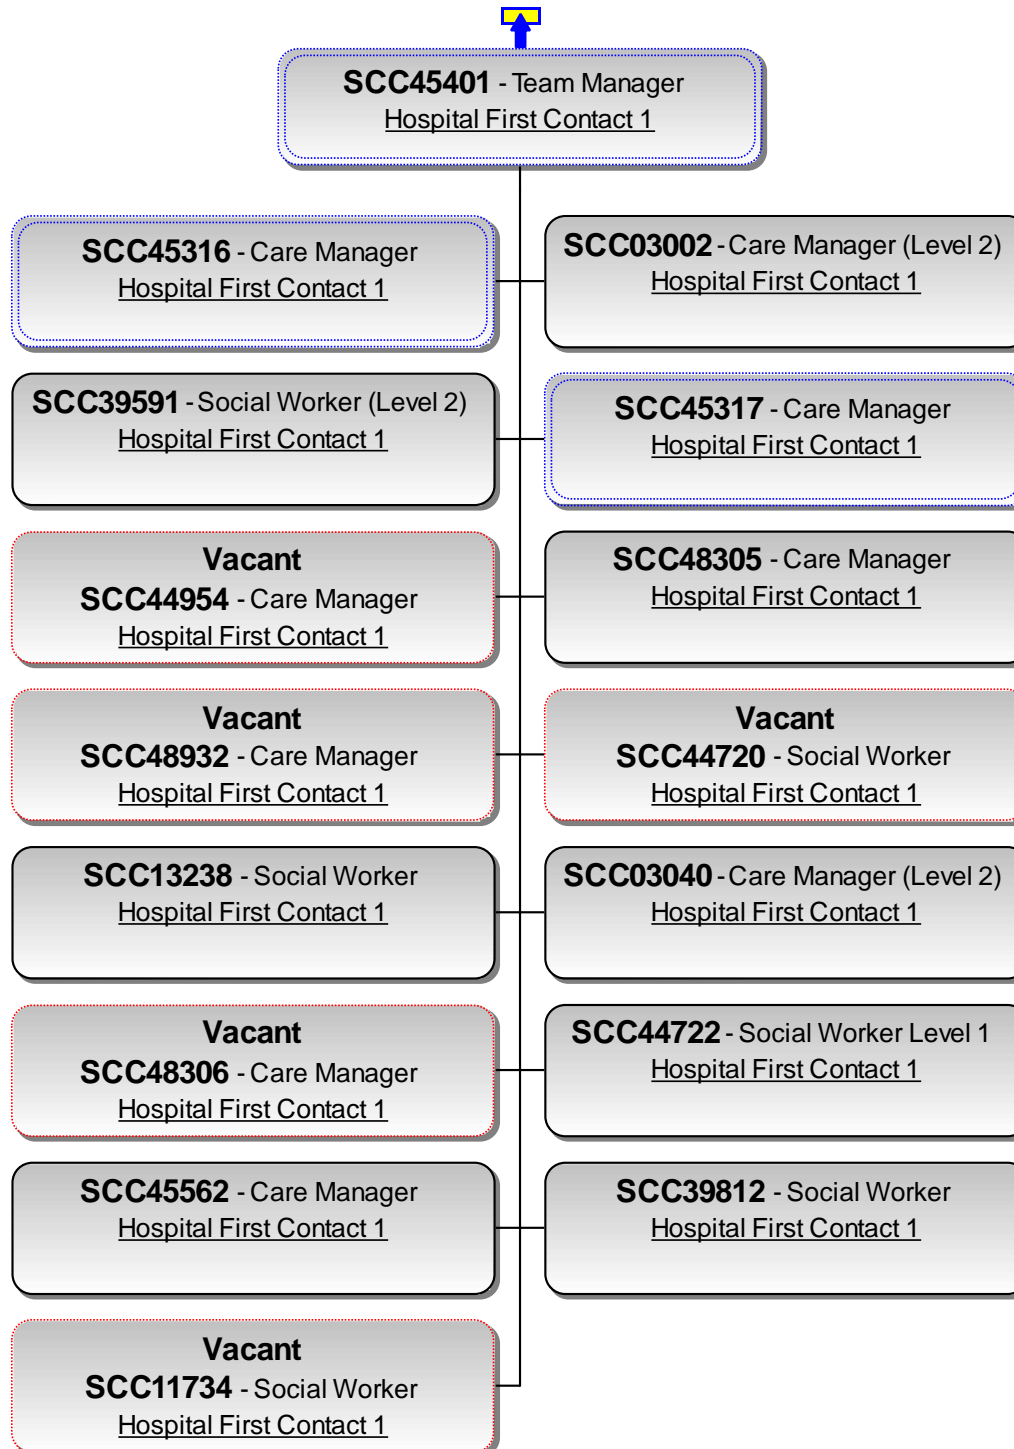 SCC45401 - Team Manager
Hospital First Contact 1
SCC45316 - Care Manager
Hospital First Contact 1
SCC03002 - Care Manager (Level 2)
Hospital First Contact 1
SCC39591 - Social Worker (Level 2)
Hospital First Contact 1
SCC45317 - Care Manager
Hospital First Contact 1
Vacant
SCC44954 - Care Manager
Hospital First Contact 1
SCC48305 - Care Manager
Hospital First Contact 1
Vacant
SCC48932 - Care Manager
Hospital First Contact 1
Vacant
SCC44720 - Social Worker
Hospital First Contact 1
SCC13238 - Social Worker
Hospital First Contact 1
SCC03040 - Care Manager (Level 2)
Hospital First Contact 1
Vacant
SCC48306 - Care Manager
Hospital First Contact 1
SCC44722 - Social Worker Level 1
Hospital First Contact 1
SCC45562 - Care Manager
Hospital First Contact 1
SCC39812 - Social Worker
Hospital First Contact 1
Vacant
SCC11734 - Social Worker
Hospital First Contact 1